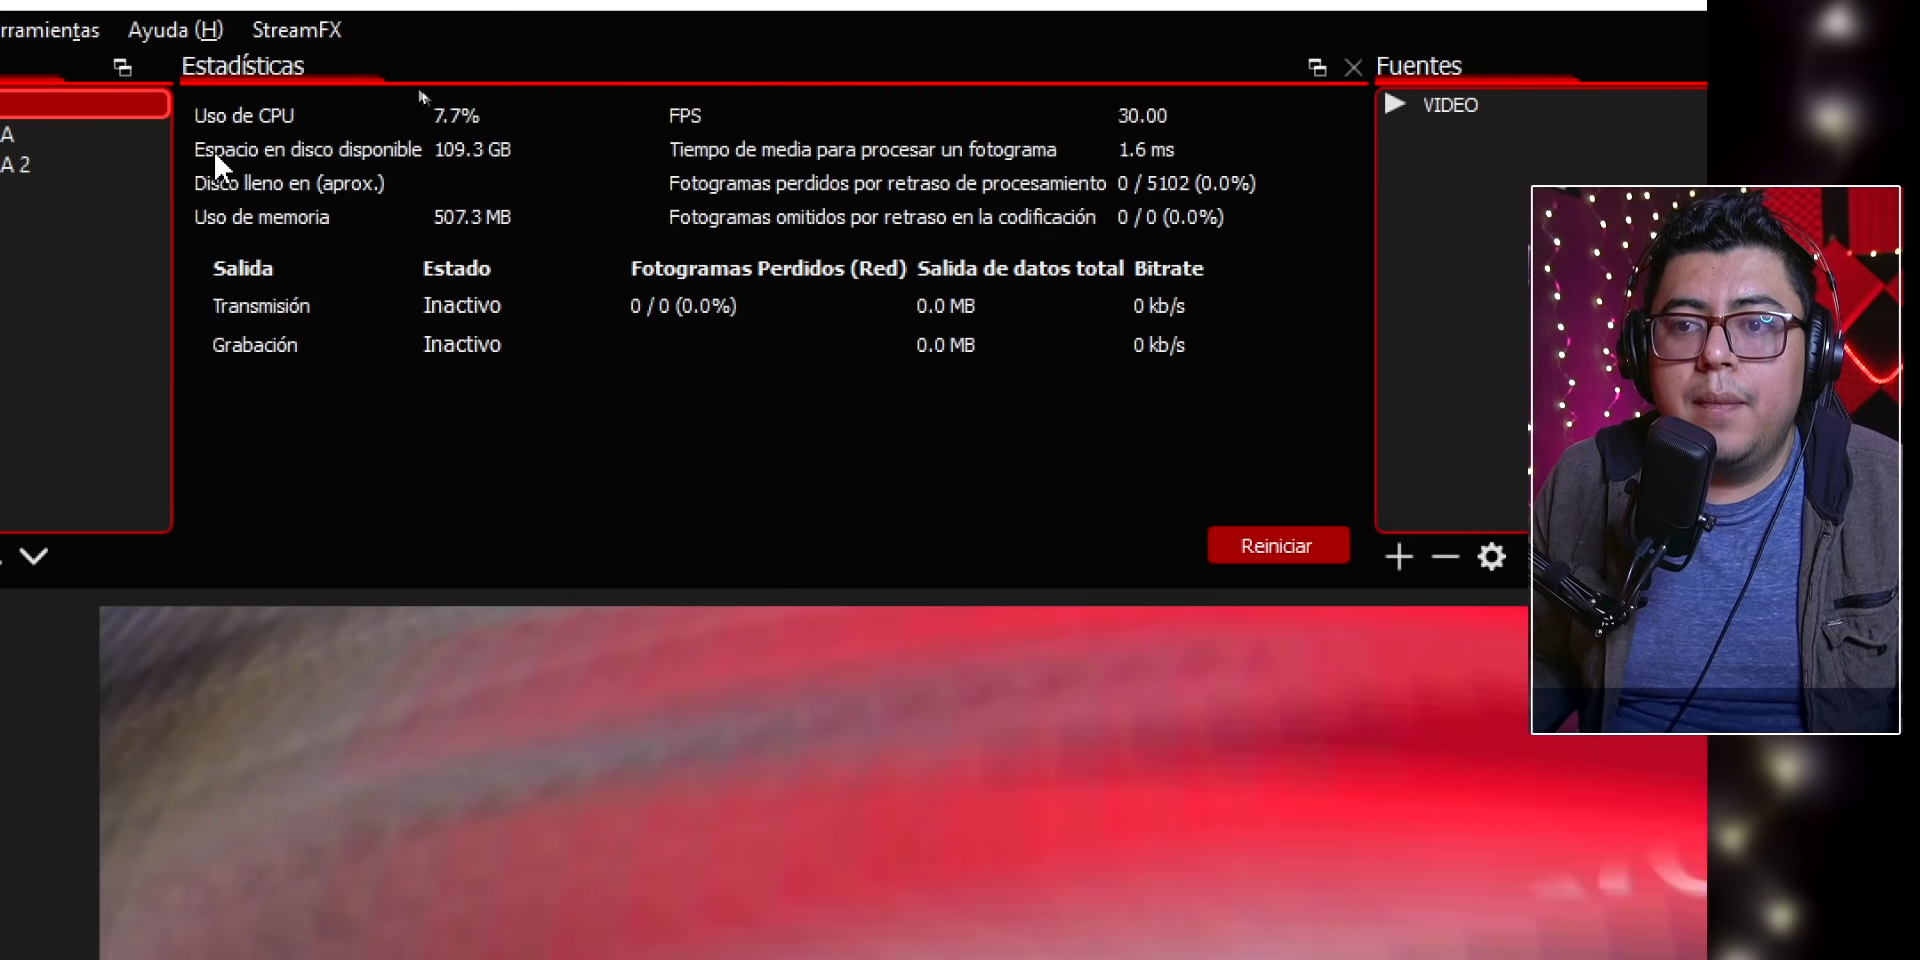 rramientas Ayuda (H) StreamFX
Estadísticas
Fuentes
A
A 2
Uso de CPU 7.7% FPS 30.00
Espacio en disco disponible 109.3 GB Tiempo de media para procesar un fotograma 1.6 ms
Disco lleno en (aprox.) Fotogramas perdidos por retraso de procesamiento 0 / 5102 (0.0%)
Uso de memoria 507.3 MB Fotogramas omitidos por retraso en la codificación 0 / 0 (0.0%)
Salida Estado Fotogramas Perdidos (Red) Salida de datos total Bitrate
Transmisión Inactivo 0 / 0 (0.0%) 0.0 MB 0 kb/s
Grabación Inactivo 0.0 MB 0 kb/s
Reiniciar
VIDEO